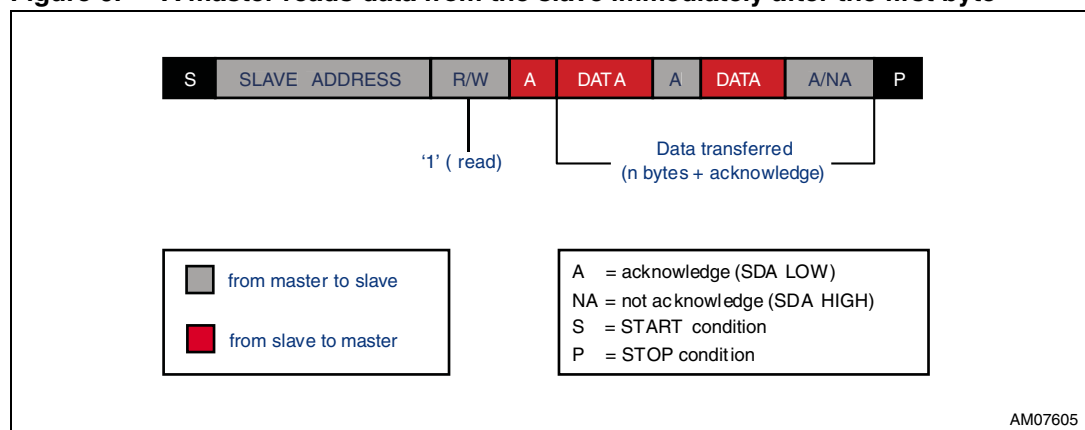 S SLAVE ADDRESS R/W A DATA A DATA A/NA P
‘1’ ( read)
Data transferred
(n bytes + acknowledge)
from master to slave
from slave to master
A = acknowledge (SDA LOW)
NA = not acknowledge (SDA HIGH)
S = START condition
P = STOP condition
AM07605